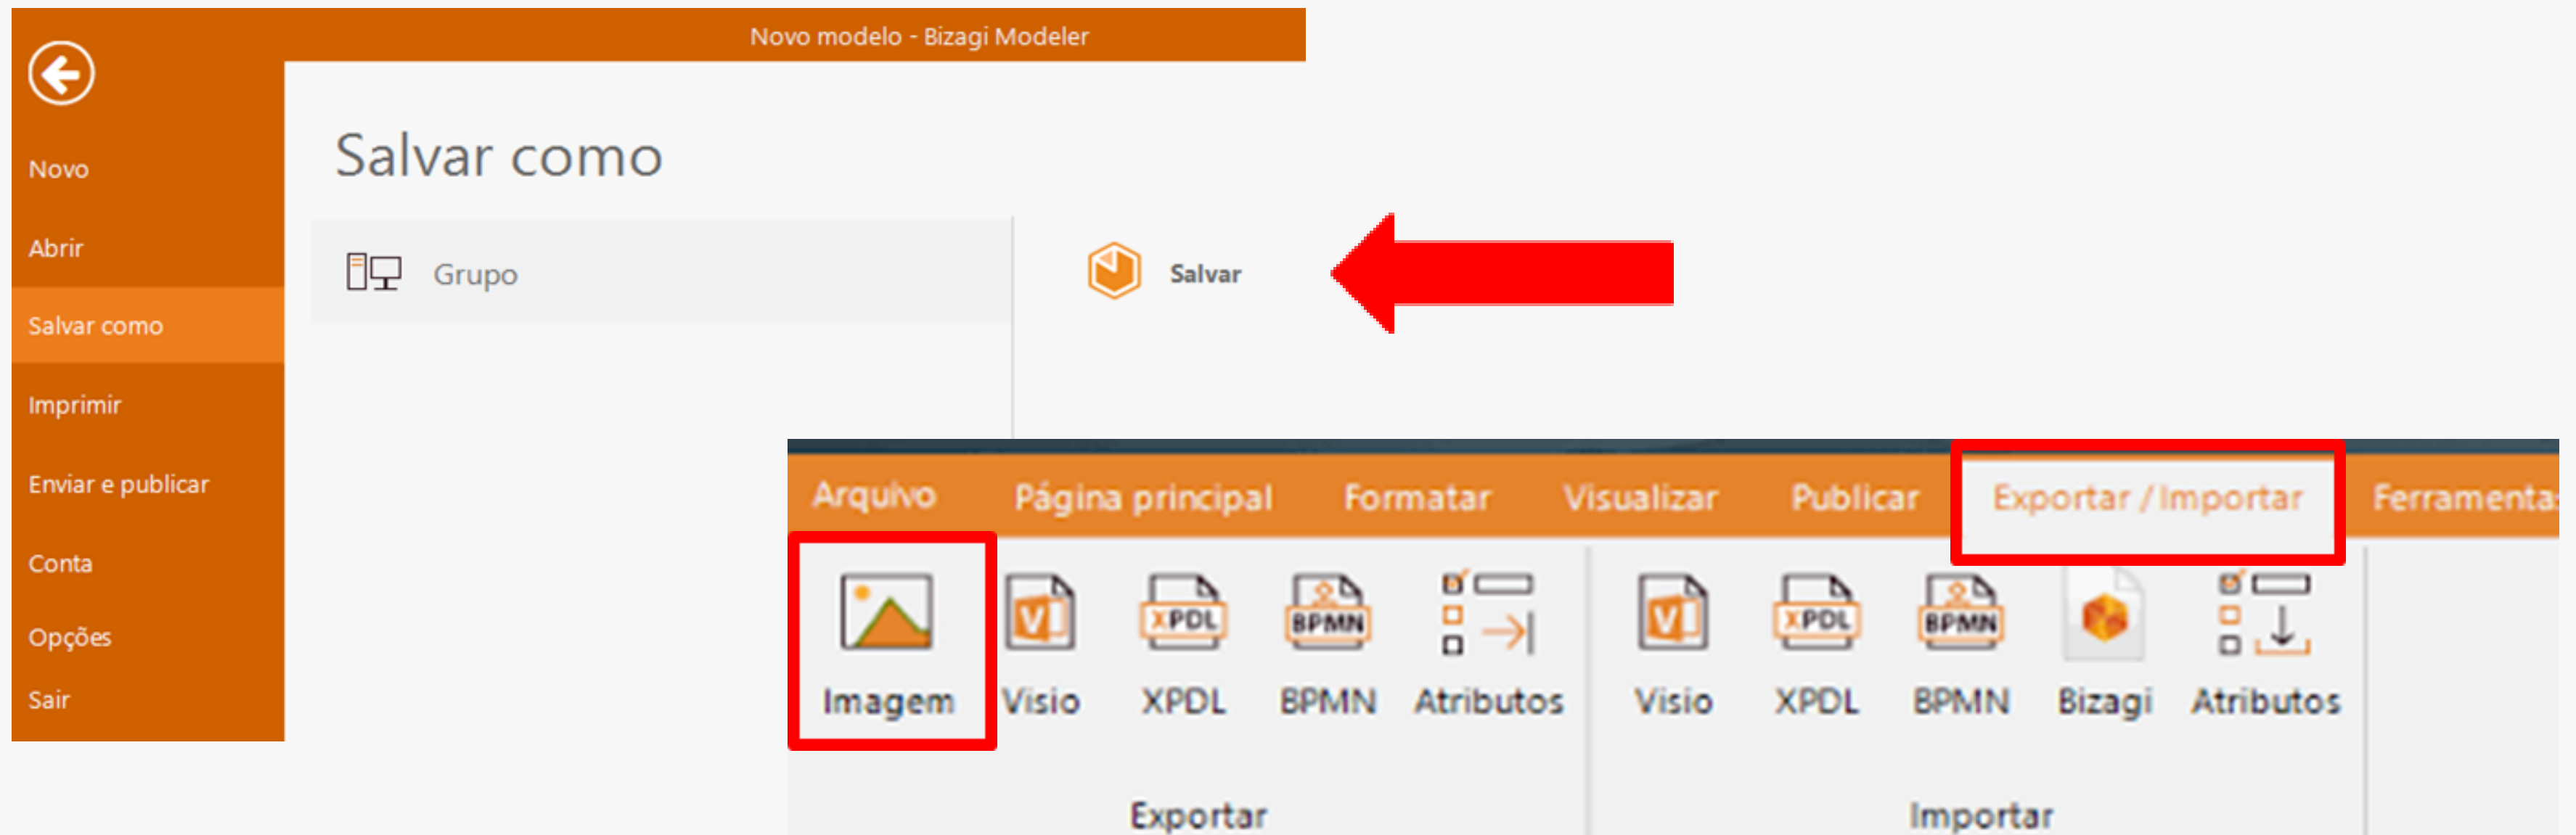 Novo modelo - Bizagi Modeler
Salvar como
Novo
Abrir
Salvar como
Imprimir
Enviar e publicar
Conta
Opções
Sair
Grupo
Salvar
Arquivo Página principal Formatar Visualizar Publicar Exportar / Importar Ferramentas
V XPDL BPMN V XPDL BPMN
Imagem Visio XPDL BPMN Atributos Visio XPDL BPMN Bizagi Atributos
Exportar Importar